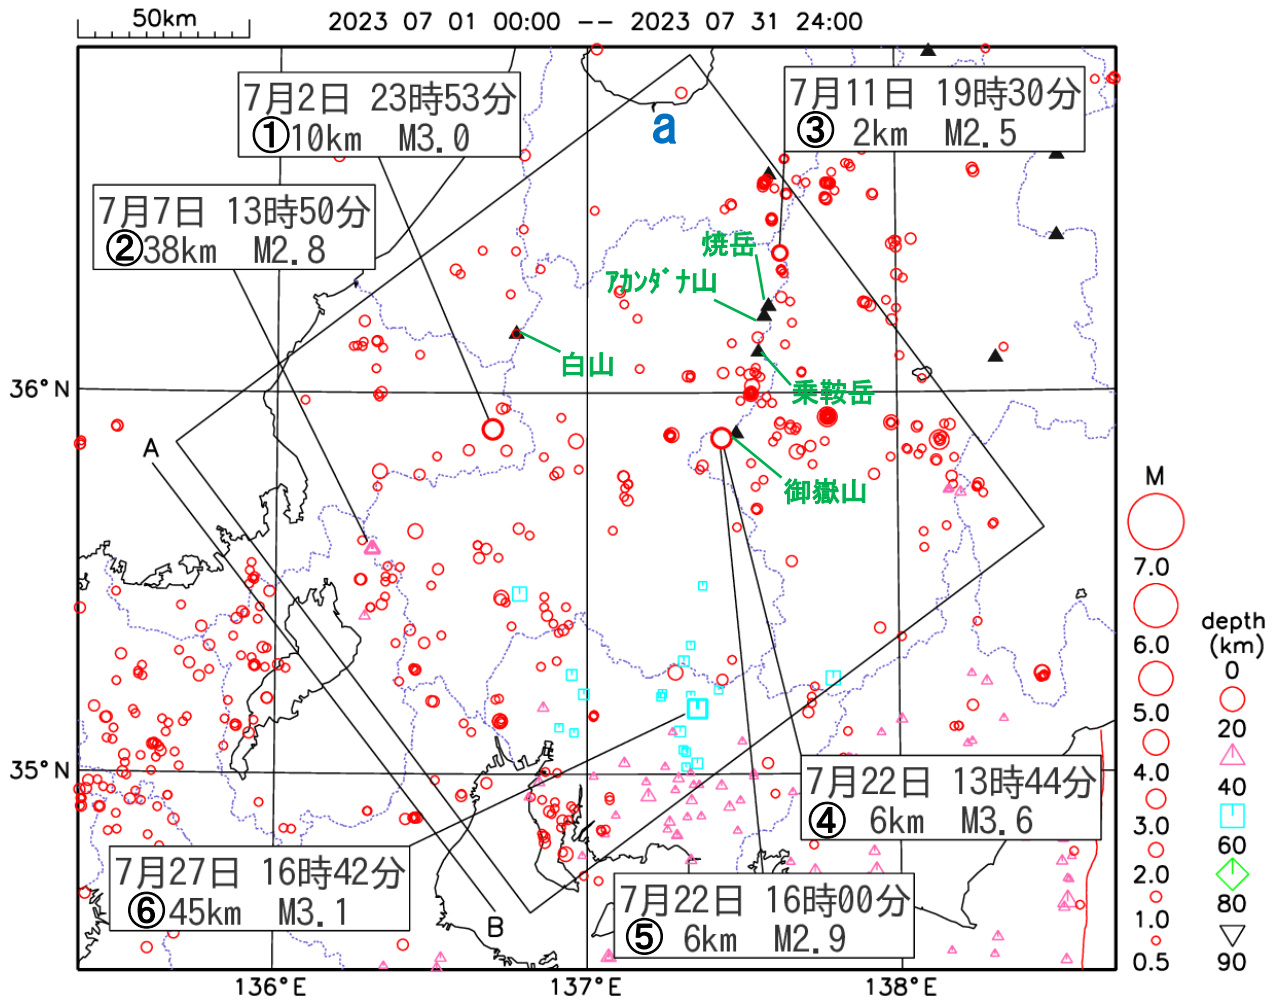 50km
2023 07 01 00:00 -- 2023 07 31 24:00
7月2日 23時53分
①10km M3.0
7月11日 19時30分
③ 2km M2.5
a
7月7日 13時50分
②38km M2.8
焼岳
アカンダナ山
白山
36°N
乗鞍岳
A
御嶽山
M
7.0
6.0
5.0
4.0
3.0
2.0
1.0
0.5
depth
(km)
0
20
40
60
80
90
35°N
7月22日 13時44分
④ 6km M3.6
7月27日 16時42分
⑥45km M3.1
7月22日 16時00分
⑤ 6km M2.9
B
136°E
137°E
138°E